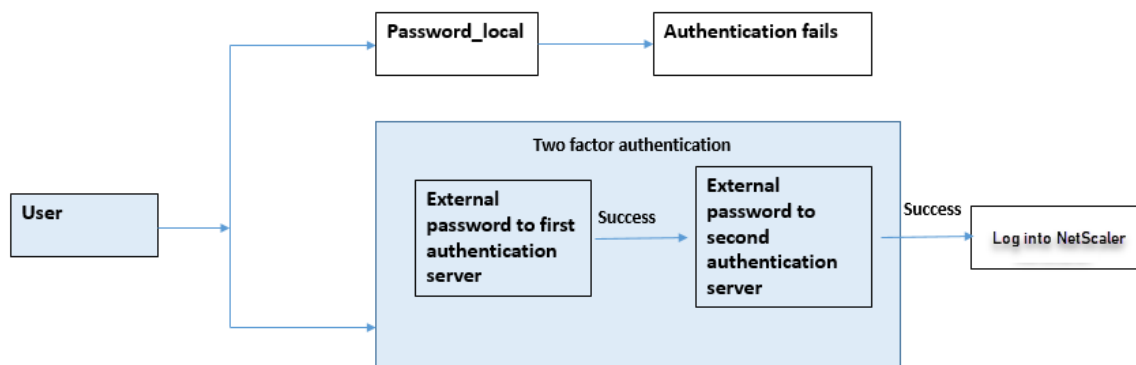 Password_local
Authentication fails
Two factor authentication
User
External
password to first
authentication
server
Success
External
password to
second
authentication
server
Success
Log into NetScaler